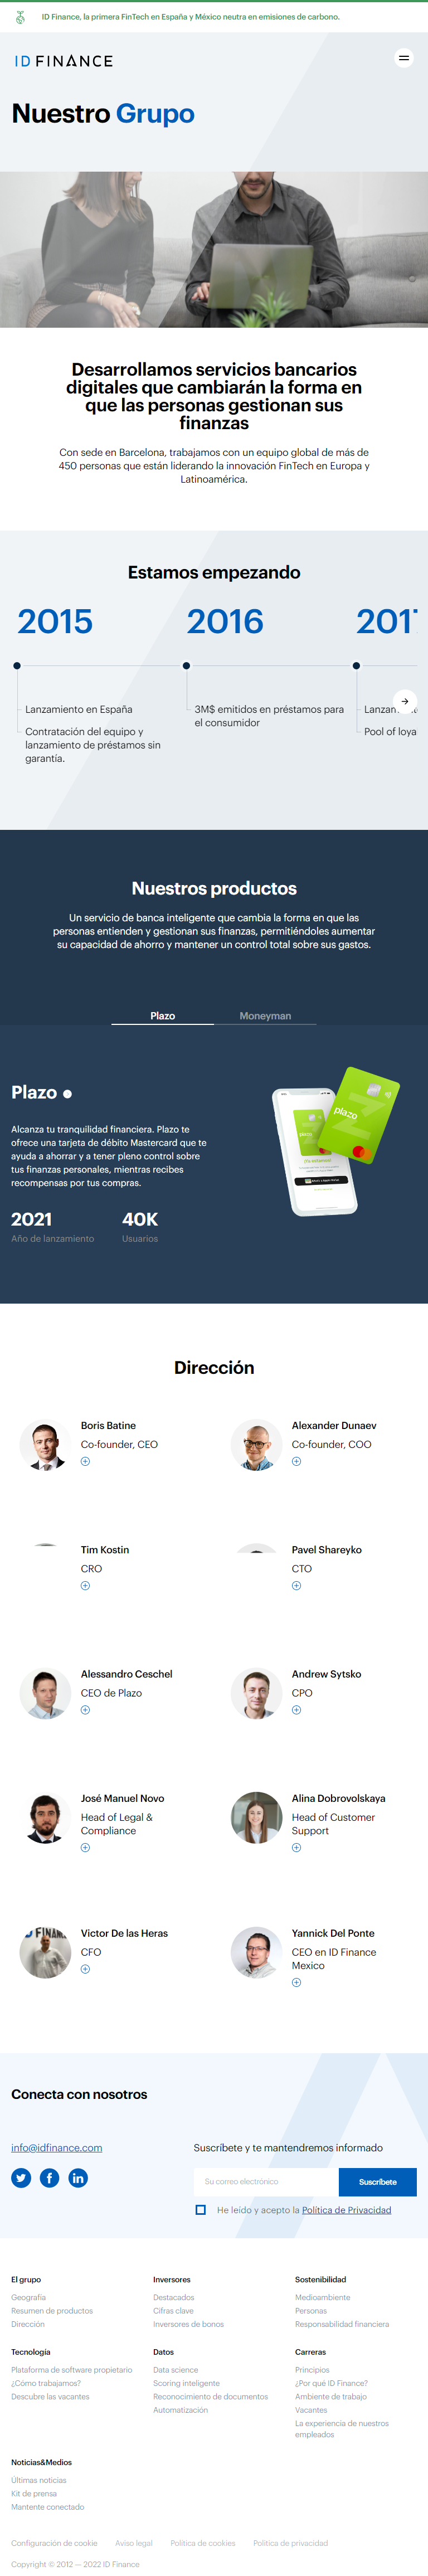 ID Finance, la primera FinTech en España y México neutra en emisiones de carbono.
ID FINANCE
Nuestro Grupo
Desarrollamos servicios bancarios
digitales que cambiarán la forma en
que las personas gestionan sus
finanzas
Con sede en Barcelona, trabajamos con un equipo global de más de
450 personas que están liderando la innovación FinTech en Europa y
Latinoamérica.
Estamos empezando
2015
2016
Lanzamiento en España
Contratación del equipo y
lanzamiento de préstamos sin
garantía.
3M$ emitidos en préstamos para
el consumidor
Pool of loya
Nuestros productos
Un servicio de banca inteligente que cambia la forma en que las
personas entienden y gestionan sus finanzas, permitiéndoles aumentar
su capacidad de ahorro y mantener un control total sobre sus gastos.
Plazo
Moneyman
Plazo
Alcanza tu tranquilidad financiera. Plazo te
ofrece una tarjeta de débito Mastercard que te
ayuda a ahorrar y a tener pleno control sobre
tus finanzas personales, mientras recibes
recompensas por tus compras.
plazo
2021
40K
Año de lanzamiento
Usuarios
Dirección
Boris Batine
Co-founder, CEO
Alexander Dunaev
Co-founder, COO
Tim Kostin
CRO
Pavel Shareyko
CTO
Alessandro Ceschel
CEO de Plazo
Andrew Sytsko
CPO
José Manuel Novo
Head of Legal &
Compliance
Alina Dobrovolskaya
Head of Customer
Support
Victor De las Heras
CFO
Yannick Del Ponte
CEO en ID Finance
Mexico
Conecta con nosotros
info@idfinance.com
Suscríbete y te mantendremos informado
Su correo electrónico
Suscríbete
He leído y acepto la Política de Privacidad
El grupo
Geografía
Resumen de productos
Dirección
Inversores
Destacados
Cifras clave
Inversores de bonos
Sostenibilidad
Medioambiente
Personas
Responsabilidad financiera
Tecnología
Plataforma de software propietario
¿Cómo trabajamos?
Descubre las vacantes
Datos
Data science
Scoring inteligente
Reconocimiento de documentos
Automatización
Carreras
Principios
¿Por qué ID Finance?
Ambiente de trabajo
Vacantes
La experiencia de nuestros
empleados
Noticias&Medios
Últimas noticias
Kit de prensa
Mantente conectado
Configuración de cookie
Aviso legal
Política de cookies
Política de privacidad
Copyright © 2012 — 2022 ID Finance